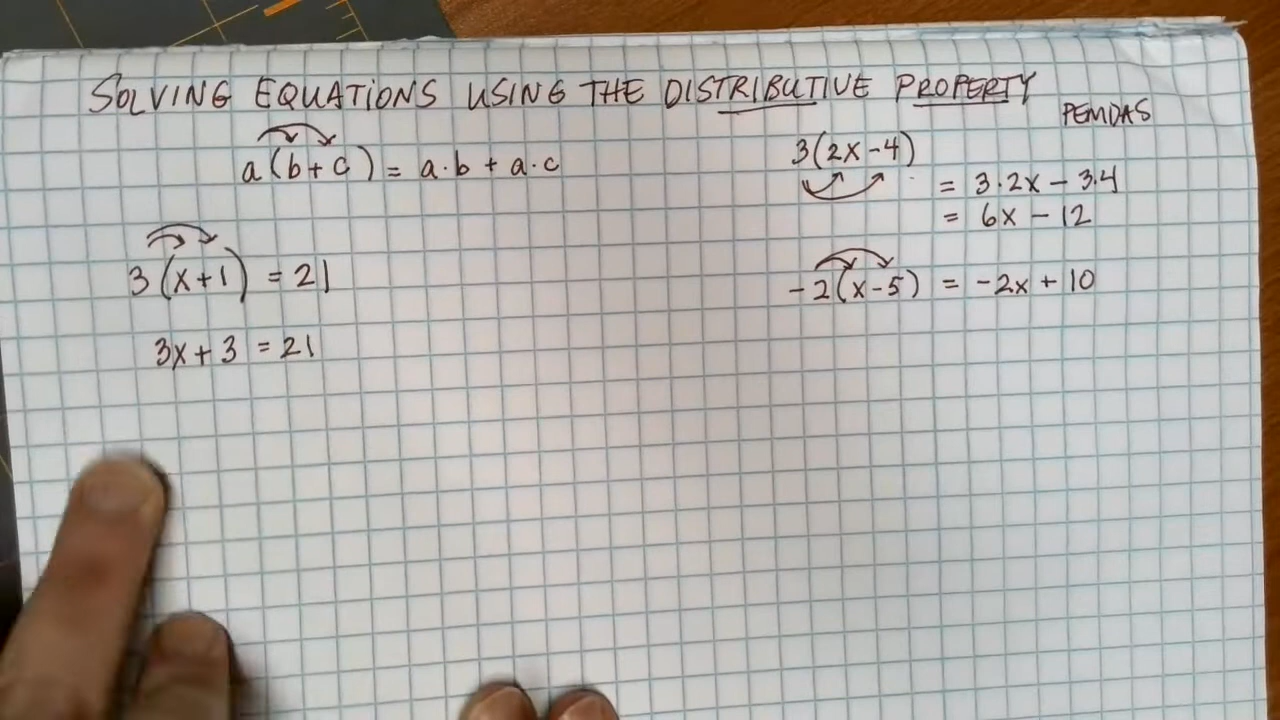 SOLVING EQUATIONS USING THE DISTRIBUTIVE PROPERTY
PEMDAS
a(b+c) = a·b + a·c
3(x+1) = 21
3x+3 = 21
3(2x-4)
= 3·2x - 3·4
= 6x - 12
-2(x-5) = -2x + 10